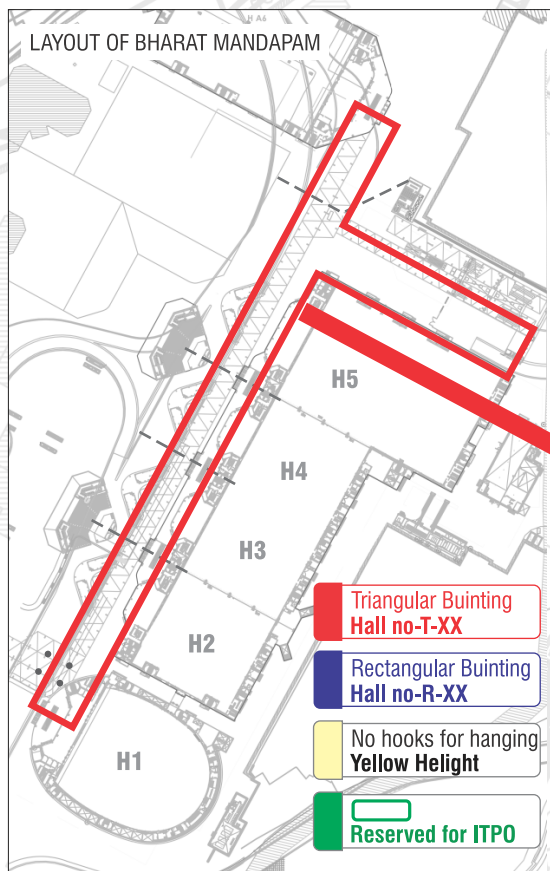 H A6
LAYOUT OF BHARAT MANDAPAM
H5
H4
H3
H2
H1
Triangular Buinting
Hall no-T-XX
Rectangular Buinting
Hall no-R-XX
No hooks for hanging
Yellow Helight
Reserved for ITPO